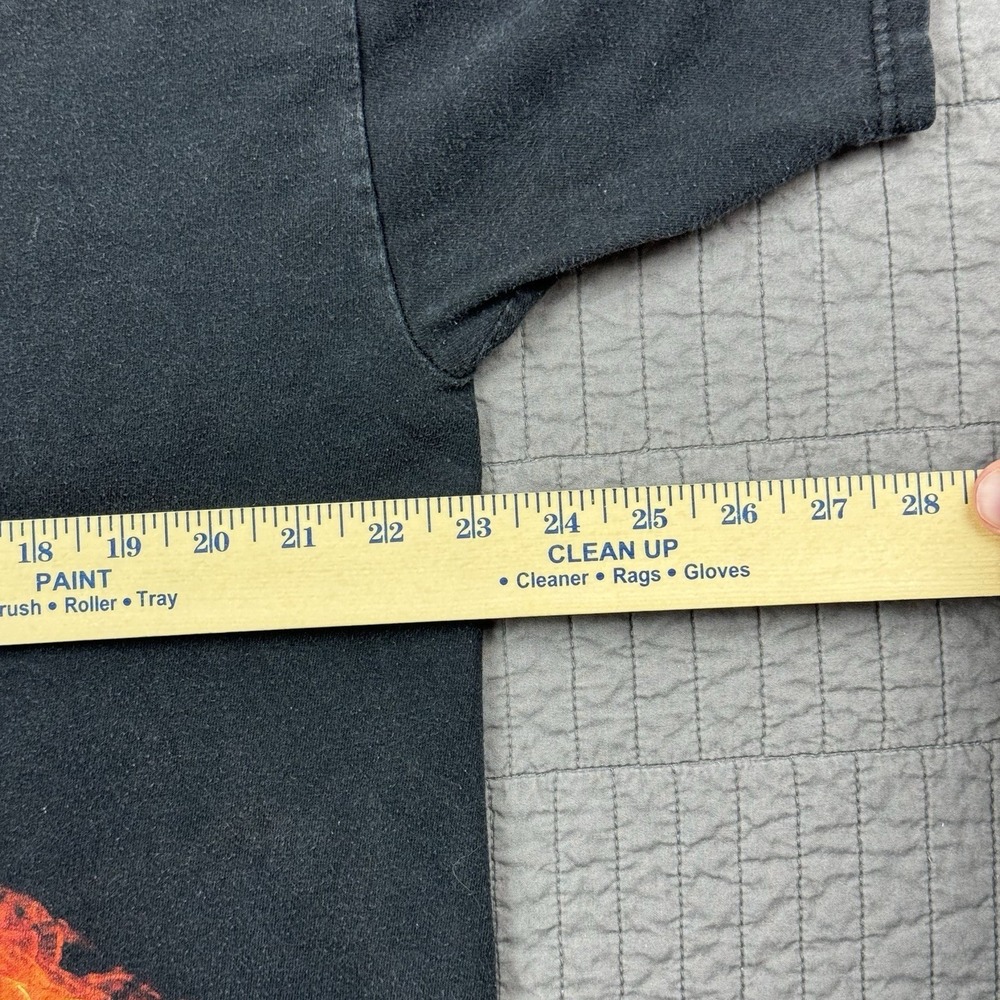 18 19 20 21 22 23 24 25 26 27 28
PAINT CLEAN UP
rush • Roller • Tray • Cleaner • Rags • Gloves